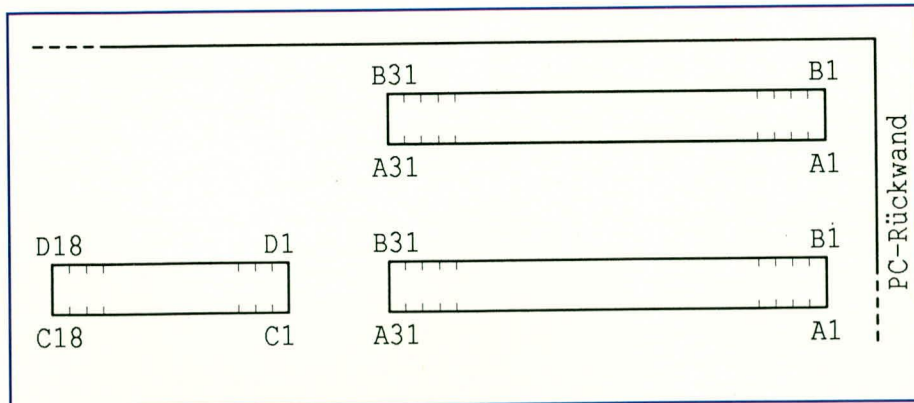 B31 B1
A31 A1
PC-Rückwand
D18 D1 B31 B1
C18 C1 A31 A1